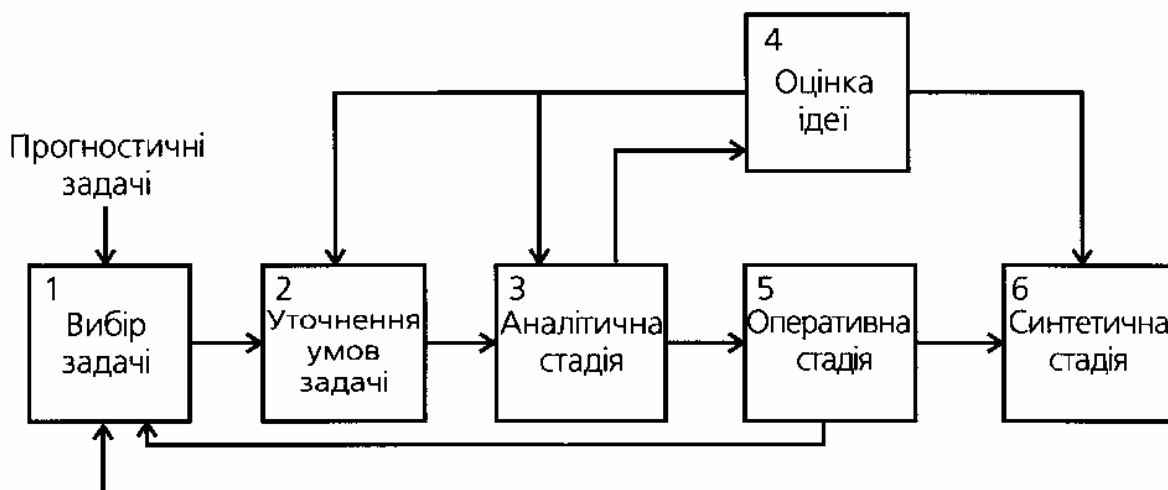 4
Оцінка
ідеї
Прогностичні
задачі
1
Вибір
задачі
2
Уточнення
умов
задачі
3
Аналітична
стадія
5
Оперативна
стадія
6
Синтетична
стадія